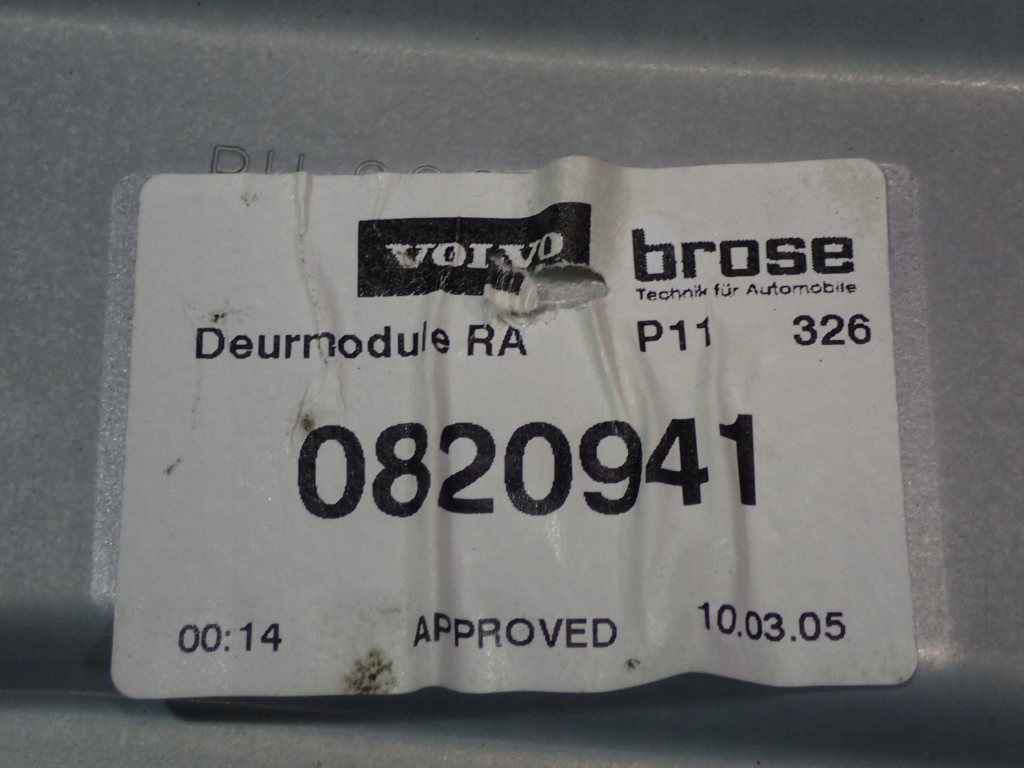 VOLVO brose
Technik für Automobile
Deurmodule RA P11 326
0820941
00:14 APPROVED 10.03.05